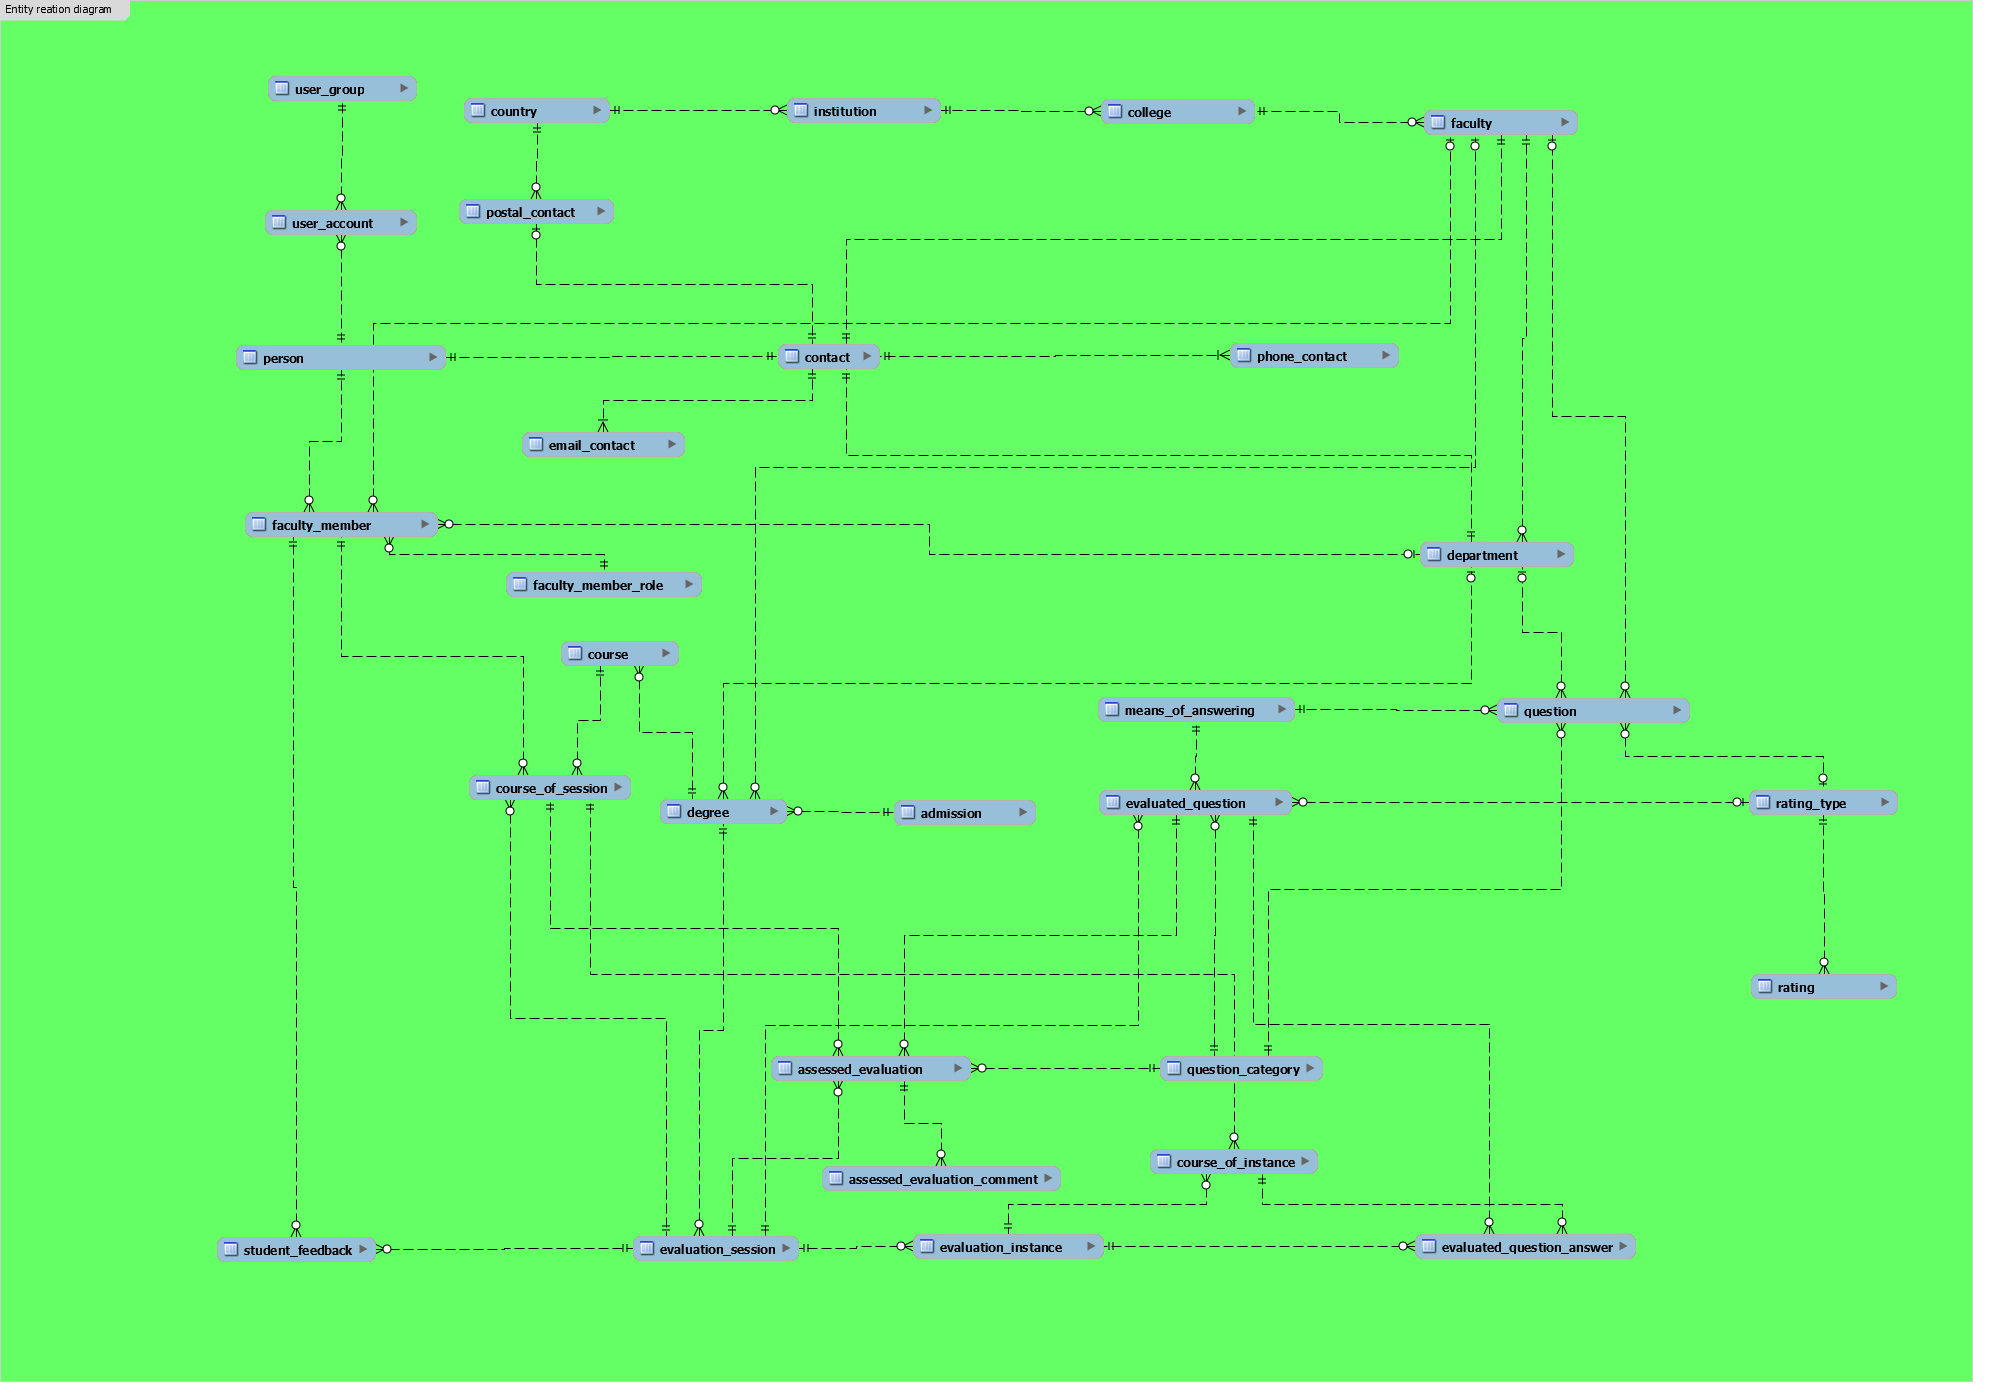 Entity reation diagram
user_group
country
institution
college
faculty
postal_contact
user_account
person
contact
phone_contact
email_contact
faculty_member
department
faculty_member_role
course
means_of_answering
question
course_of_session
degree
admission
evaluated_question
rating_type
rating
assessed_evaluation
question_category
course_of_instance
assessed_evaluation_comment
student_feedback
evaluation_session
evaluation_instance
evaluated_question_answer